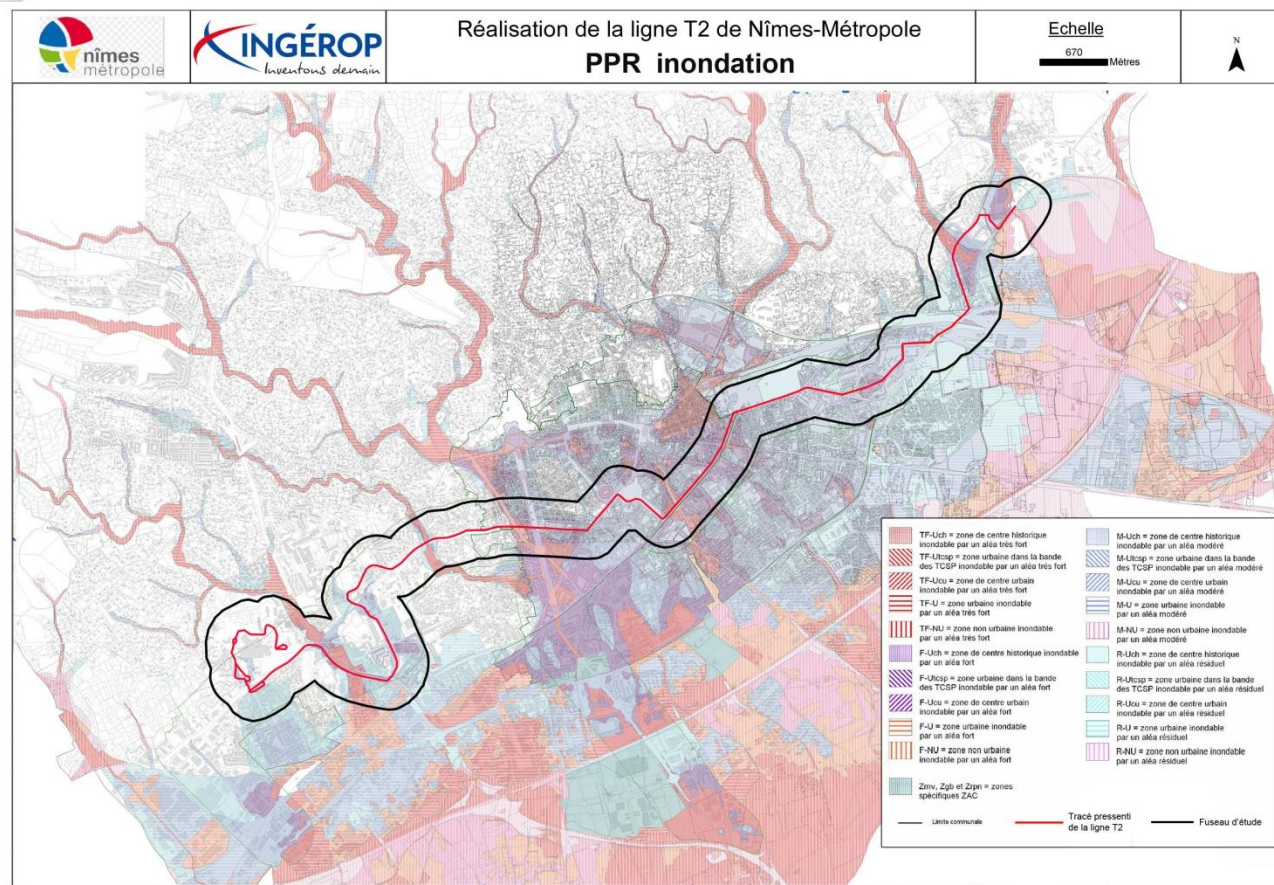 nîmes
métropole
INGÉROP
Inventons demain
Réalisation de la ligne T2 de Nîmes-Métropole
PPR inondation
Echelle
670
Mètres
N
TF-Uch = zone de centre historique
inondable par un aléa très fort
TF-Utcsp = zone urbaine dans la bande
des TCSP inondable par un aléa très fort
TF-Ucu = zone de centre urbain
inondable par un aléa très fort
TF-U = zone urbaine inondable
par un aléa très fort
TF-NU = zone non urbaine inondable
par un aléa très fort
F-Uch = zone de centre historique inondable
par un aléa fort
F-Utcsp = zone urbaine dans la bande
des TCSP inondable par un aléa fort
F-Ucu = zone de centre urbain
inondable par un aléa fort
F-U = zone urbaine inondable
par un aléa fort
F-NU = zone non urbaine
inondable par un aléa fort
Zmv, Zgb et Zrpn = zones
spécifiques ZAC
M-Uch = zone de centre historique
inondable par un aléa modéré
M-Utcsp = zone urbaine dans la bande
des TCSP inondable par un aléa modéré
M-Ucu = zone de centre urbain
inondable par un aléa modéré
M-U = zone urbaine inondable
par un aléa modéré
M-NU = zone non urbaine inondable
par un aléa modéré
R-Uch = zone de centre historique
inondable par un aléa résiduel
R-Utcsp = zone urbaine dans la bande
des TCSP inondable par un aléa résiduel
R-Ucu = zone de centre urbain
inondable par un aléa résiduel
R-U = zone urbaine inondable
par un aléa résiduel
R-NU = zone non urbaine inondable
par un aléa résiduel
Limite communale
Tracé pressenti
de la ligne T2
Fuseau d'étude